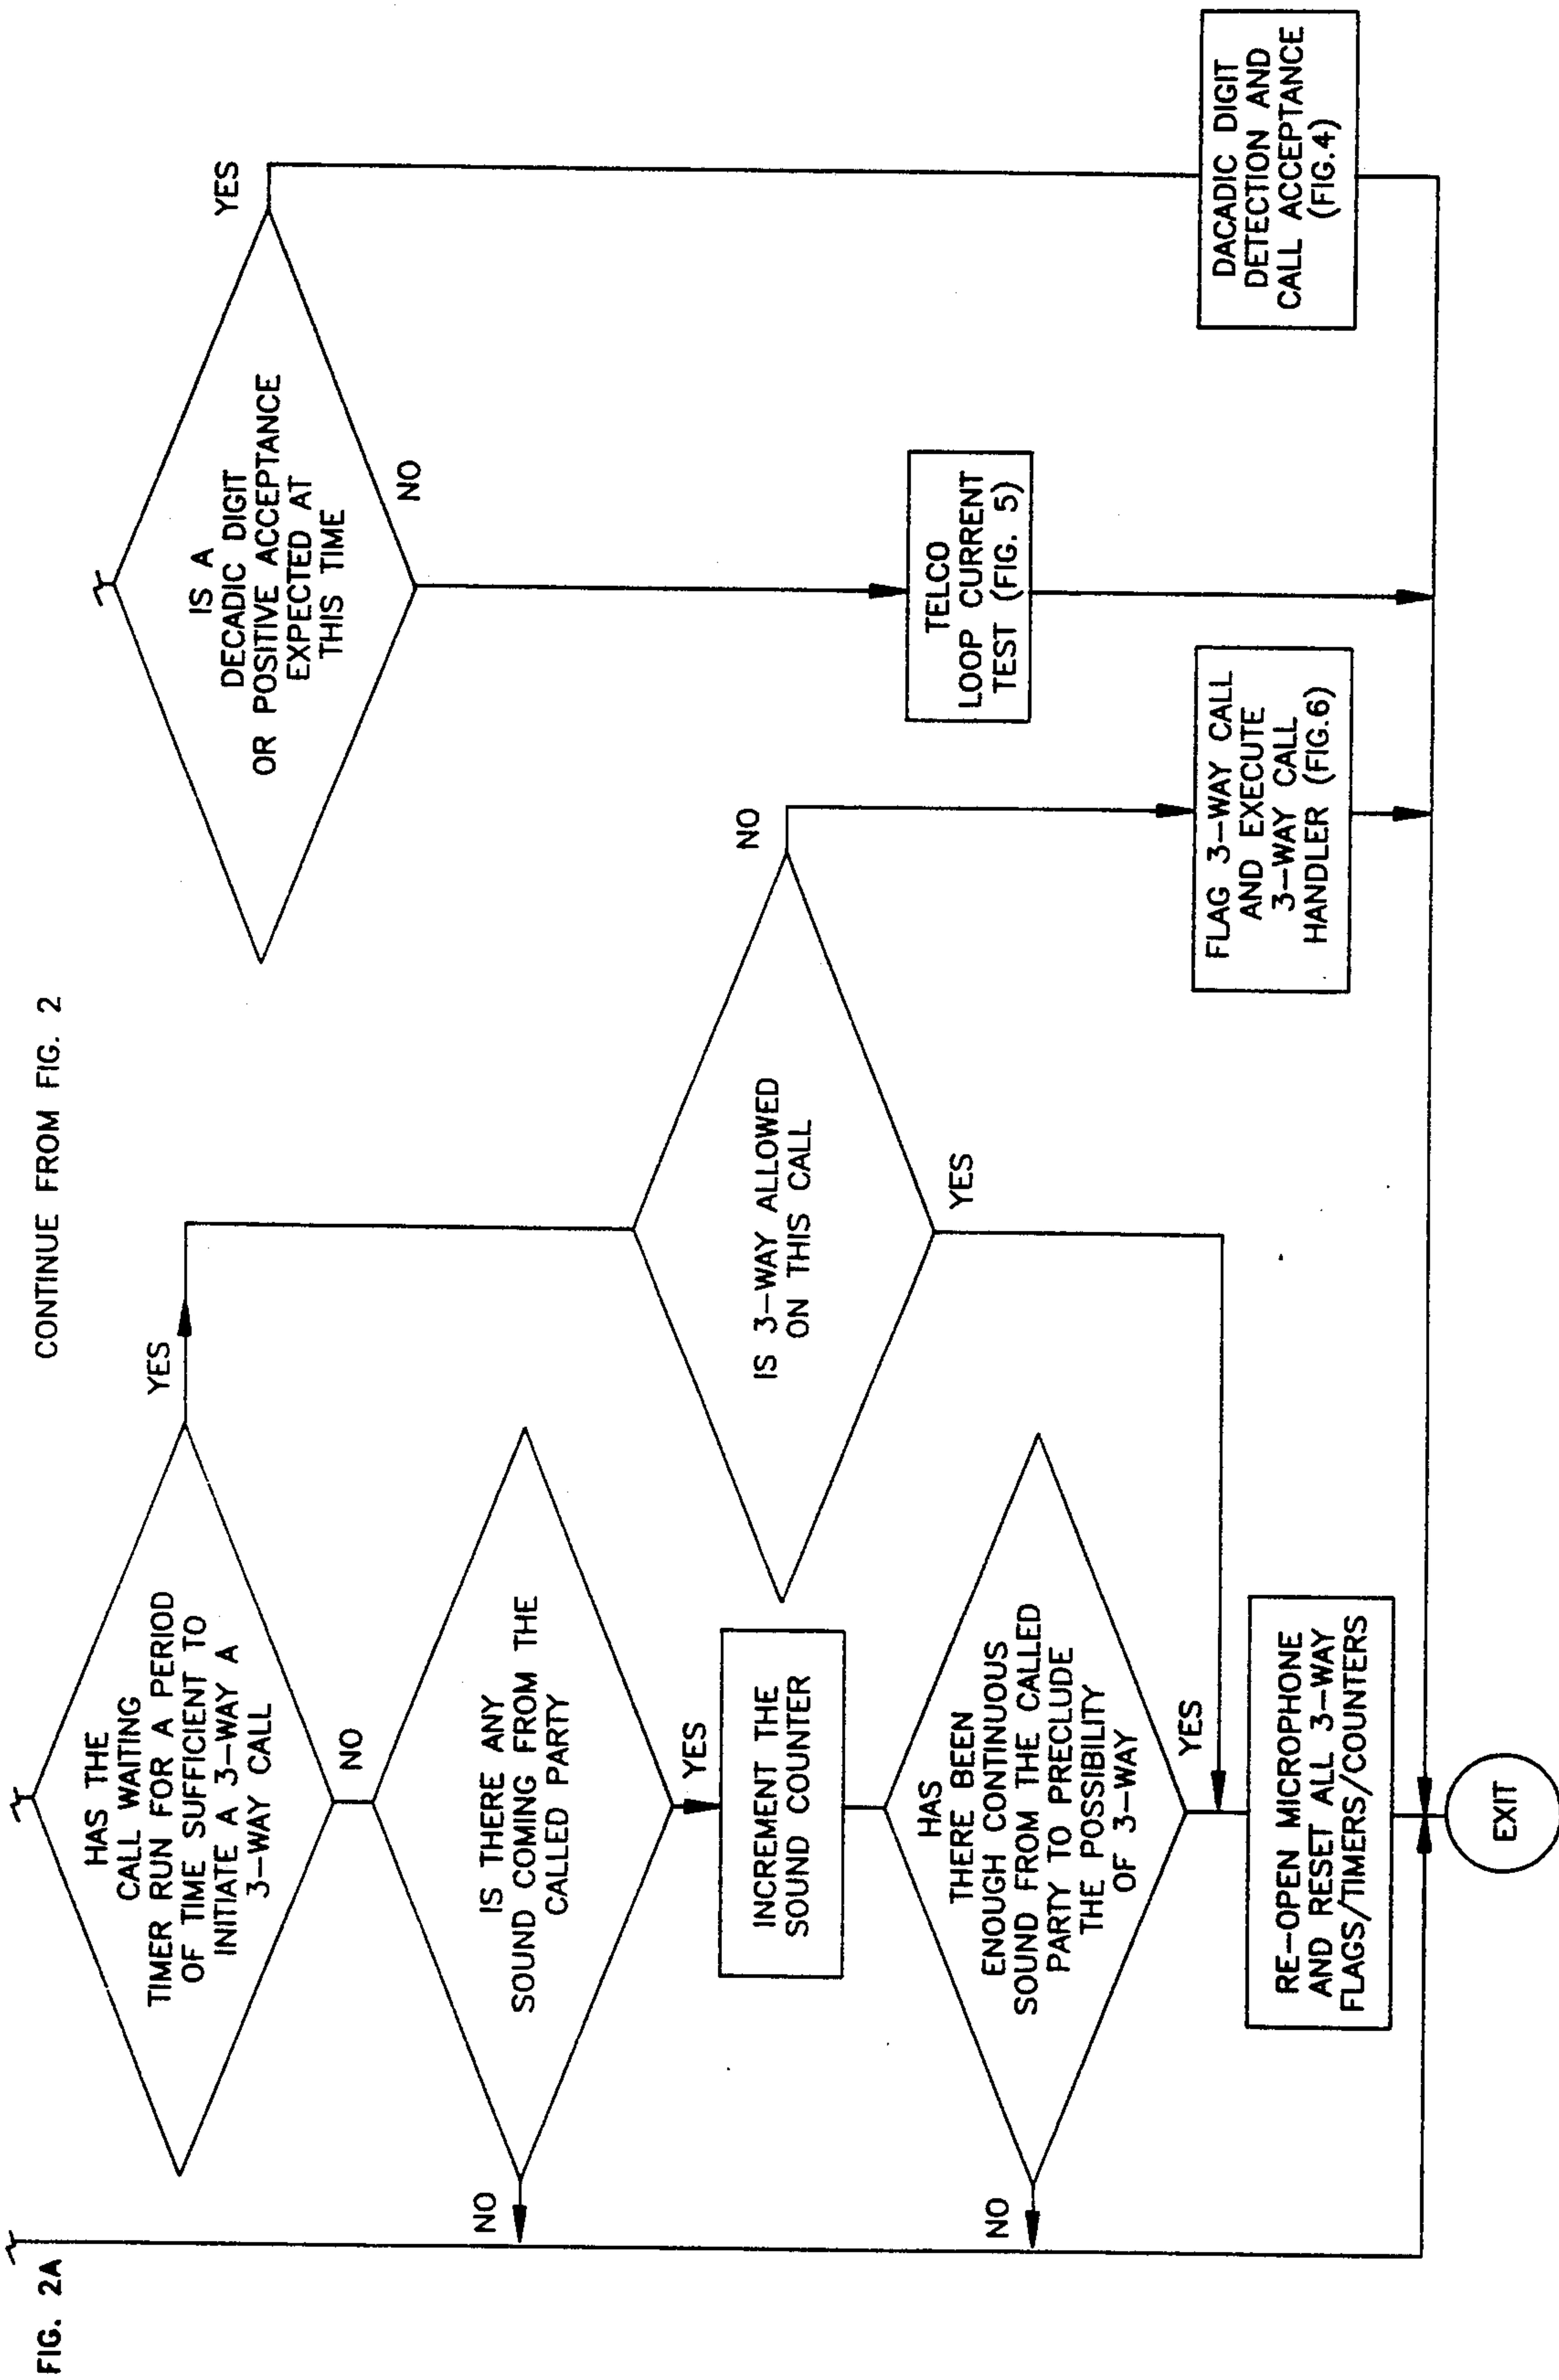 FIG. 2A
CONTINUE FROM FIG. 2
HAS THE
CALL WAITING
TIMER RUN FOR A PERIOD
OF TIME SUFFICIENT TO
INITIATE A 3-WAY A
3-WAY CALL
YES
NO
IS THERE ANY
SOUND COMING FROM THE
CALLED PARTY
NO
YES
INCREMENT THE
SOUND COUNTER
HAS
THERE BEEN
ENOUGH CONTINUOUS
SOUND FROM THE CALLED
PARTY TO PRECLUDE
THE POSSIBILITY
OF 3-WAY
NO
YES
RE-OPEN MICROPHONE
AND RESET ALL 3-WAY
FLAGS/TIMERS/COUNTERS
EXIT
IS 3-WAY ALLOWED
ON THIS CALL
YES
NO
FLAG 3-WAY CALL
AND EXECUTE
3-WAY CALL
HANDLER (FIG.6)
IS A
DECADIC DIGIT
OR POSITIVE ACCEPTANCE
EXPECTED AT
THIS TIME
NO
YES
TELCO
LOOP CURRENT
TEST (FIG. 5)
DACADIC DIGIT
DETECTION AND
CALL ACCEPTANCE
(FIG.4)